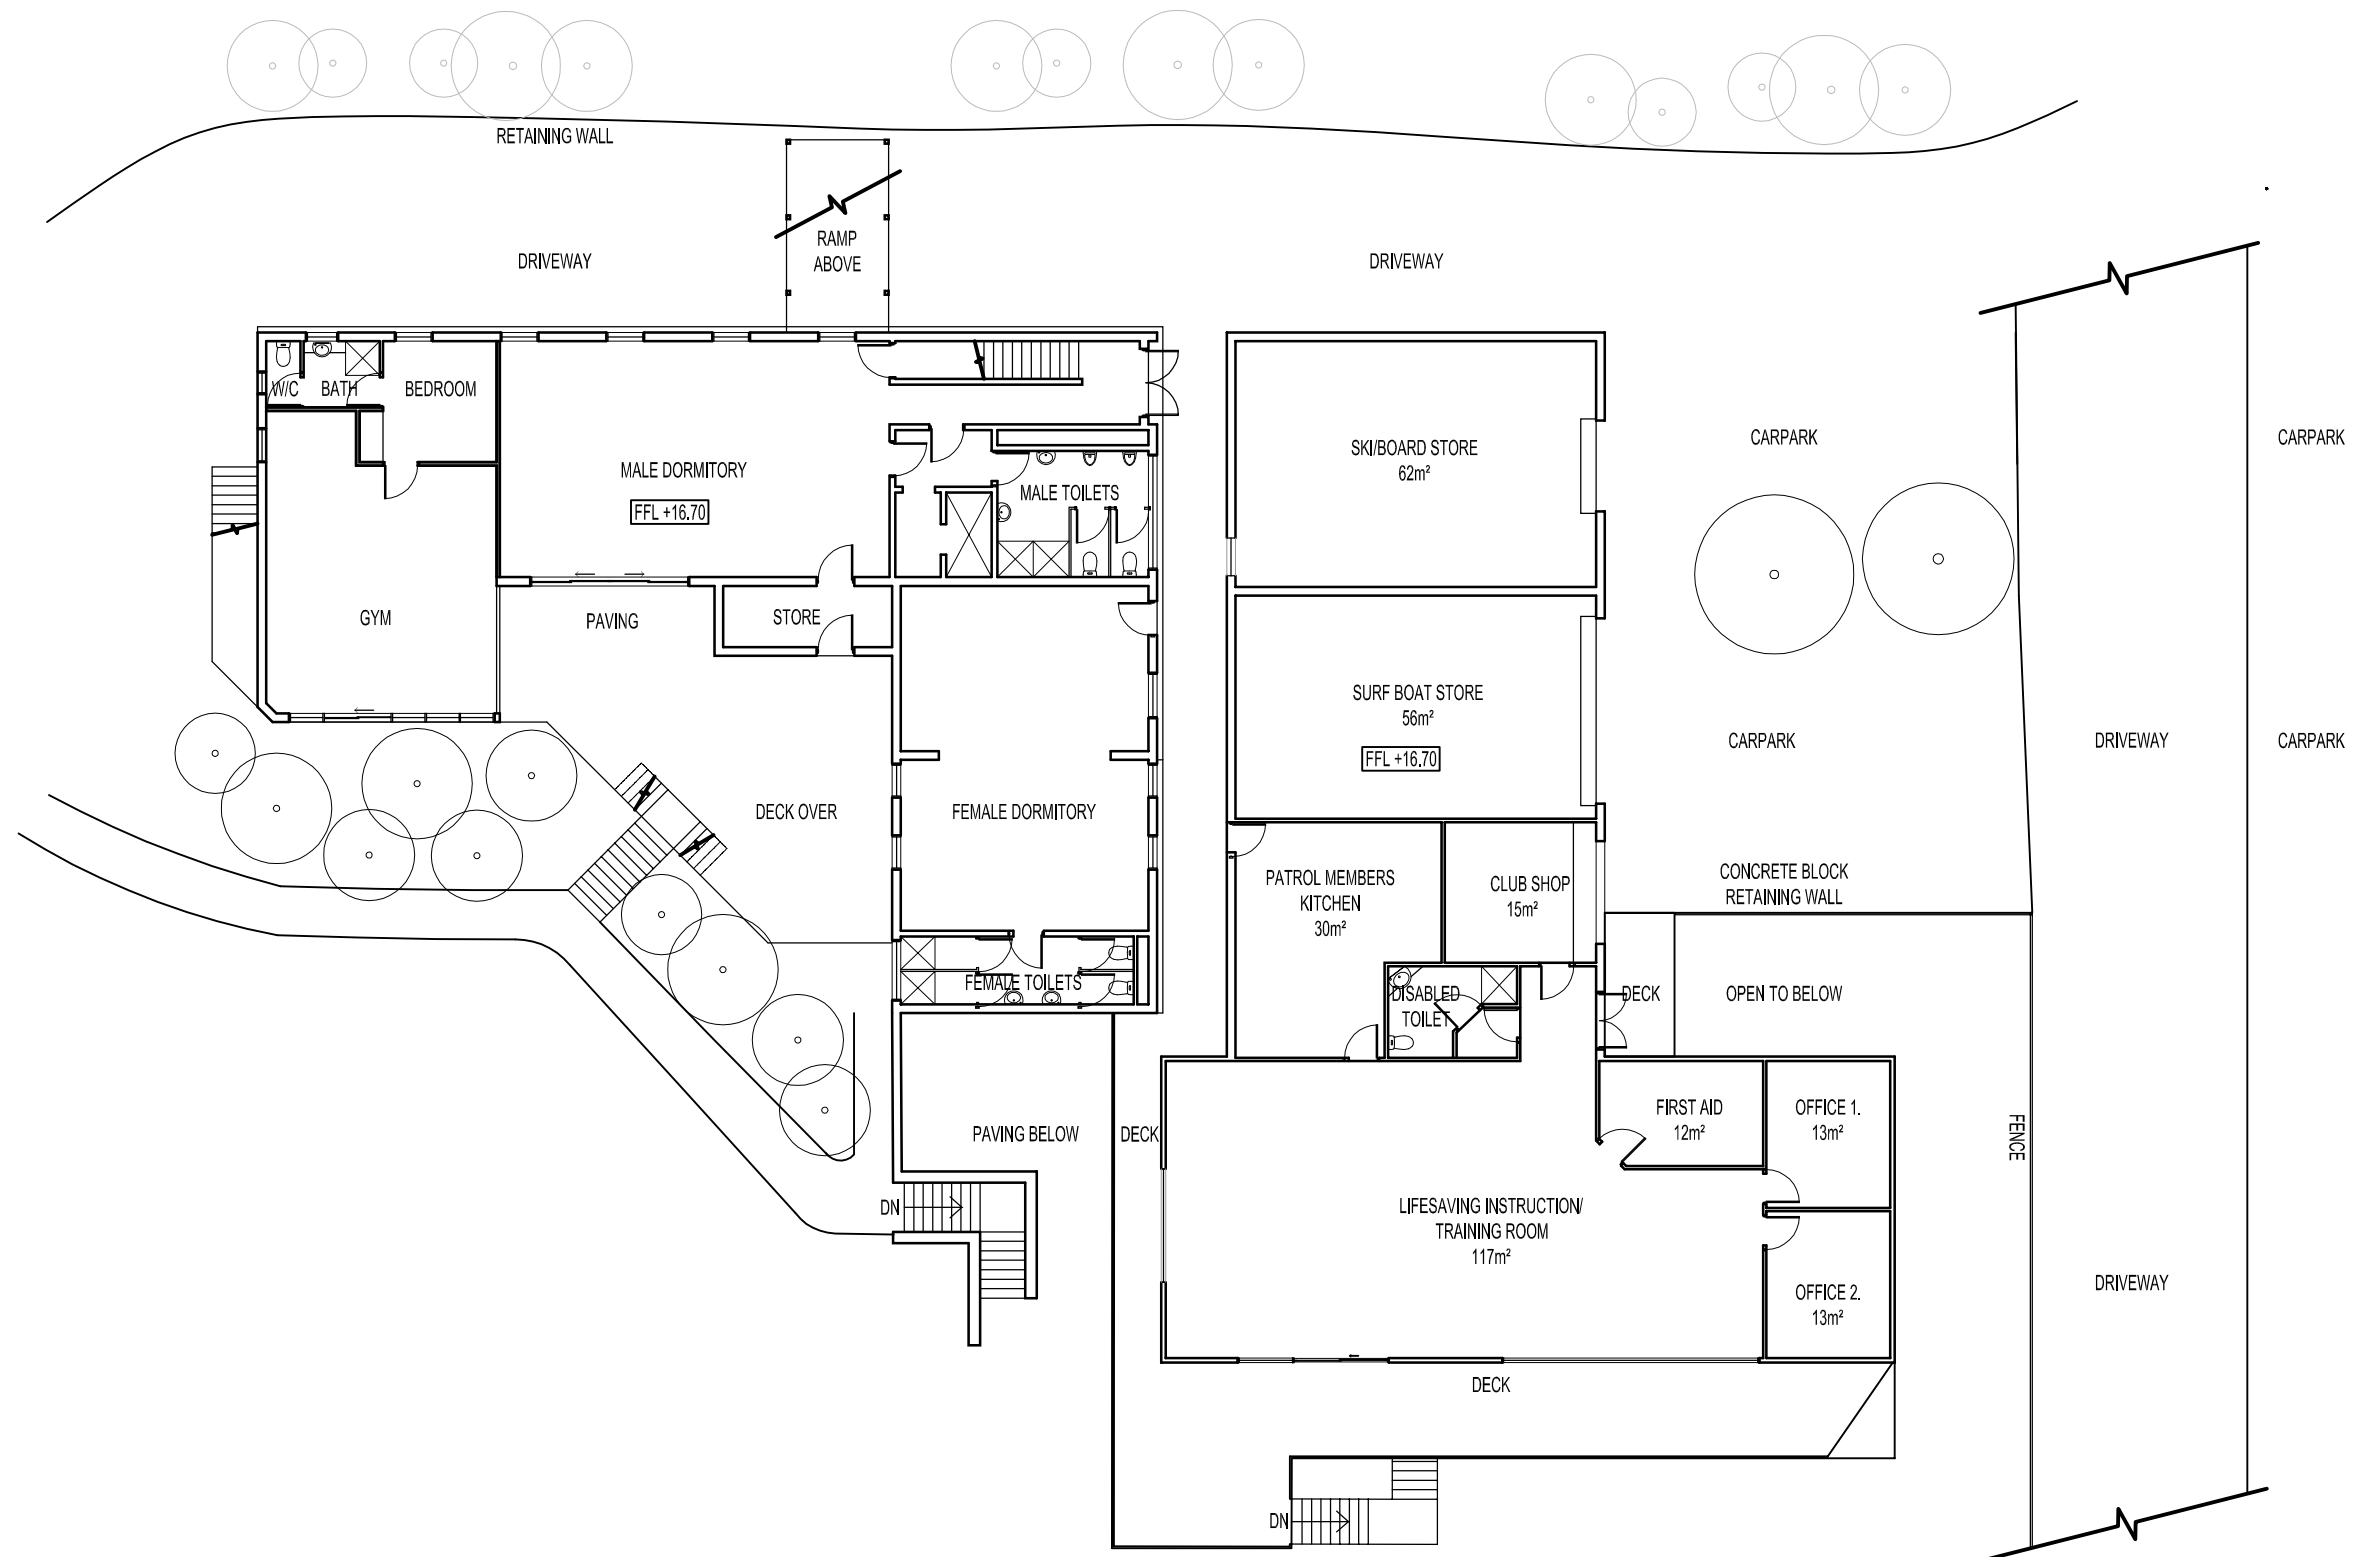 RETAINING WALL
RAMP
ABOVE
DRIVEWAY
DRIVEWAY
W/C
BATH
BEDROOM
MALE DORMITORY
FFL +16.70
MALE TOILETS
SKI/BOARD STORE
62m²
CARPARK
CARPARK
GYM
PAVING
STORE
SURF BOAT STORE
56m²
FFL +16.70
CARPARK
DRIVEWAY
CARPARK
DECK OVER
FEMALE DORMITORY
PATROL MEMBERS
KITCHEN
30m²
CLUB SHOP
15m²
CONCRETE BLOCK
RETAINING WALL
FEMALE TOILETS
DISABLED
TOILET
DECK
OPEN TO BELOW
PAVING BELOW
DECK
FIRST AID
12m²
OFFICE 1.
13m²
FENCE
DN
LIFESAVING INSTRUCTION/
TRAINING ROOM
117m²
OFFICE 2.
13m²
DRIVEWAY
DECK
DN